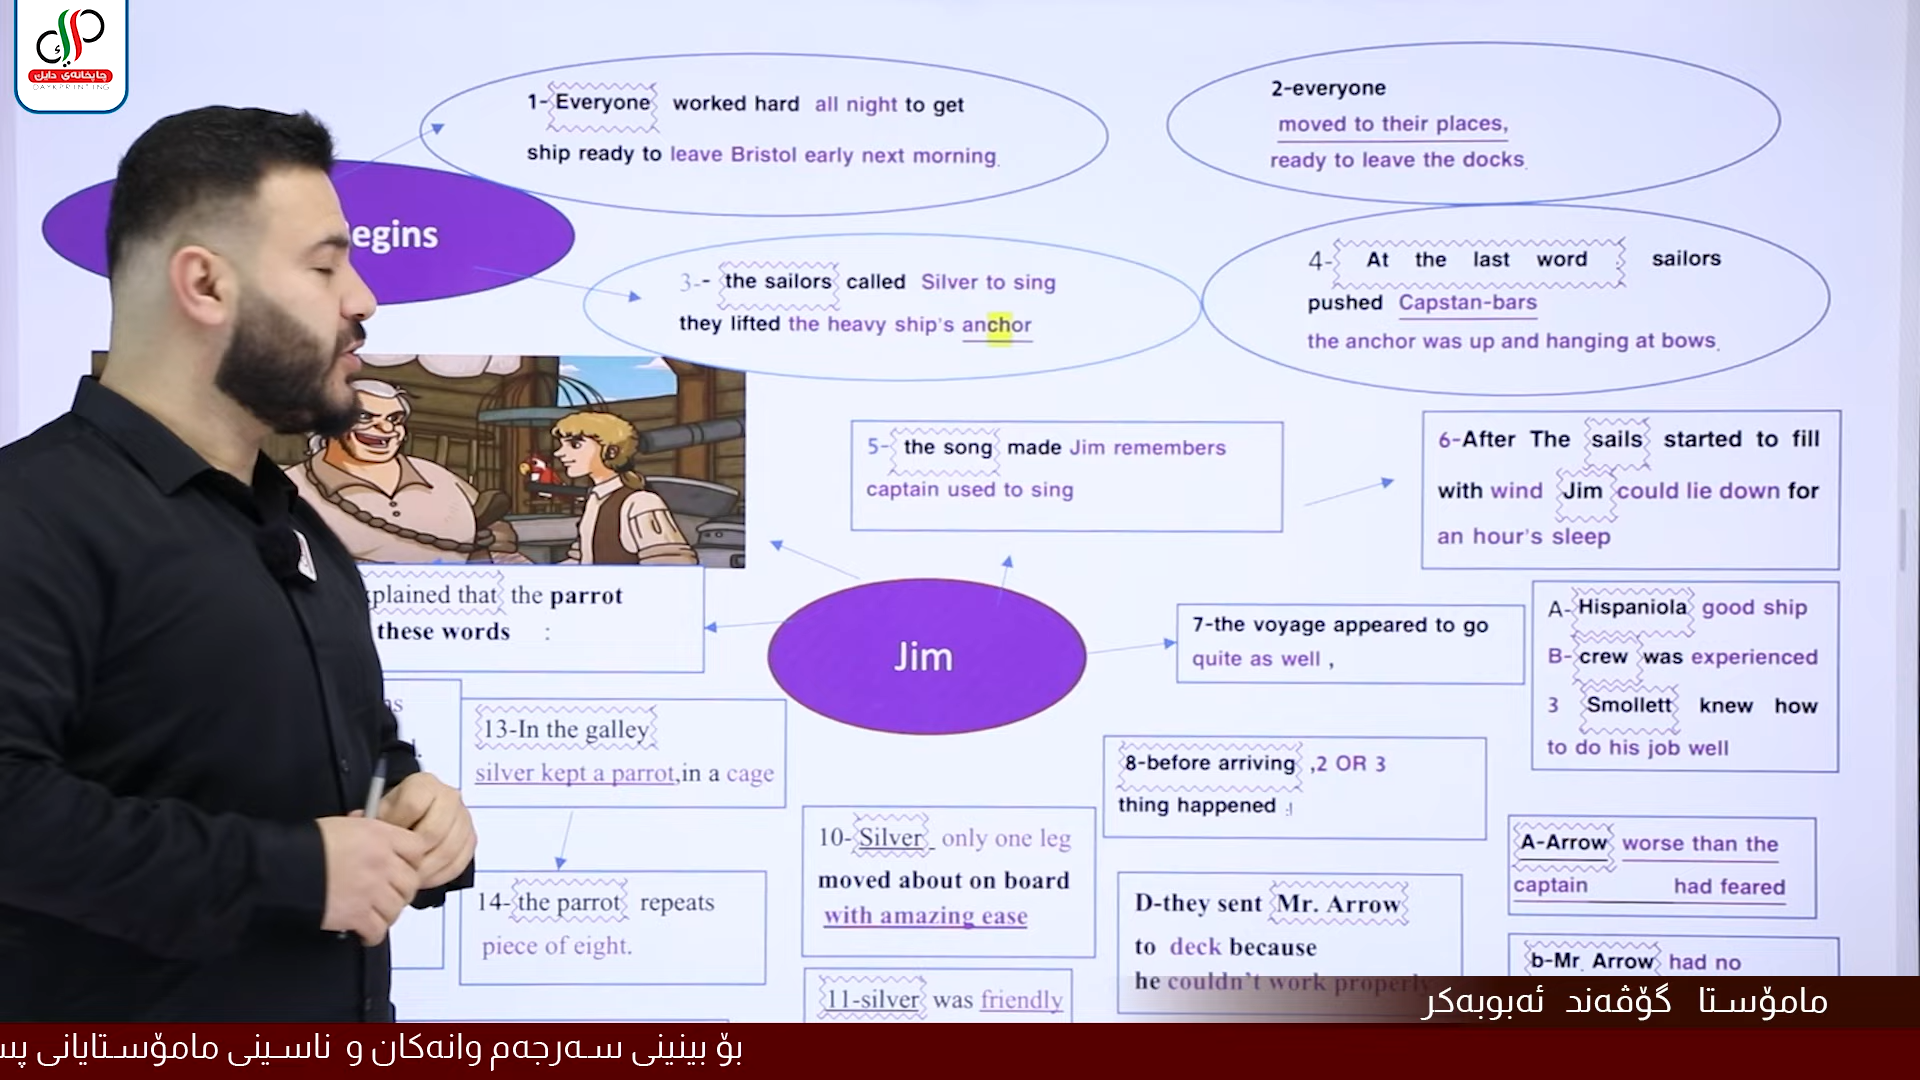 چاپخانەی دایک
DAYKPRINTING
1- Everyone worked hard all night to get
ship ready to leave Bristol early next morning.
2-everyone
moved to their places,
ready to leave the docks.
egins
3-- the sailors called Silver to sing
they lifted the heavy ship's anchor
4- At the last word sailors
pushed Capstan-bars
the anchor was up and hanging at bows.
5- the song made Jim remembers
captain used to sing
6-After The sails started to fill
with wind Jim could lie down for
an hour's sleep
plained that the parrot
these words :
Jim
7-the voyage appeared to go
quite as well ,
A- Hispaniola good ship
B- crew was experienced
3 Smollett knew how
to do his job well
13-In the galley
silver kept a parrot,in a cage
8-before arriving ,2 OR 3
thing happened :
10- Silver only one leg
moved about on board
with amazing ease
A-Arrow worse than the
captain had feared
14- the parrot repeats
piece of eight.
D-they sent Mr. Arrow
to deck because
he couldn't work properly
b-Mr. Arrow had no
11-silver was friendly
مامۆستا گۆڤەند ئەبوبەکر
بۆ بینینی سەرجەم وانەکان و ناسینی مامۆستایانی